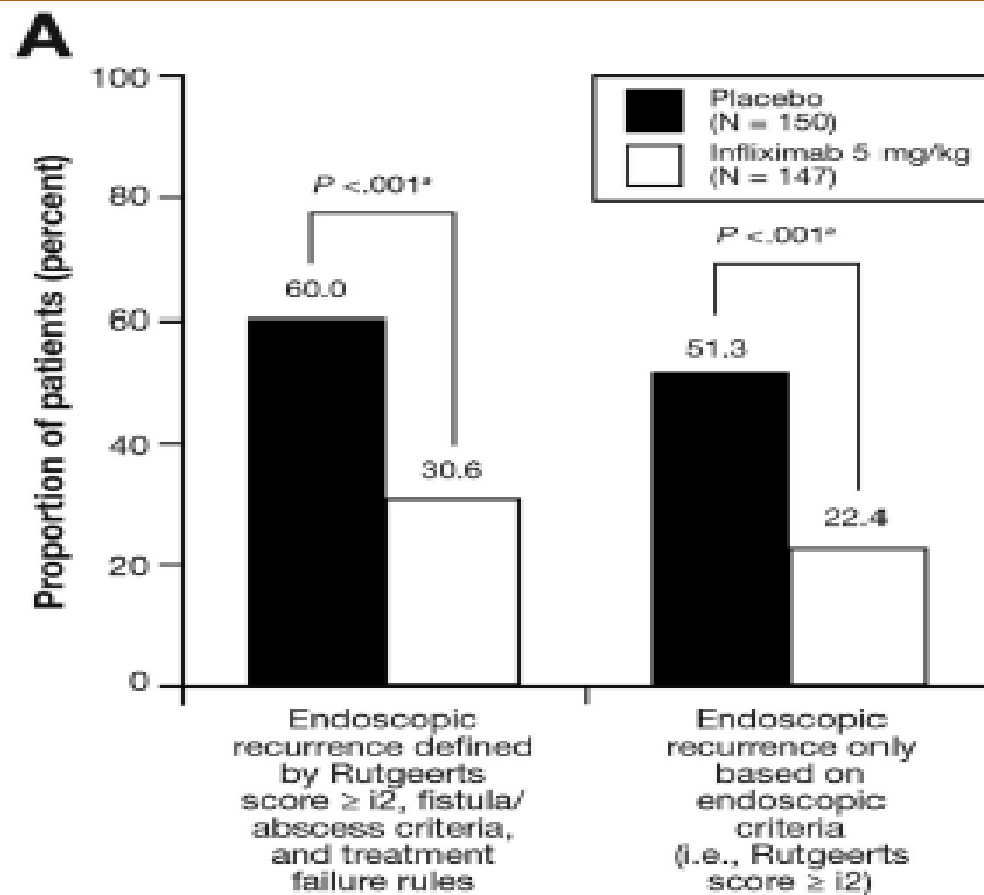 A
100
80
60
40
20
0
Proportion of patients (percent)
Placebo
(N = 150)
Infliximab 5 mg/kg
(N = 147)
P <.001ª
60.0
30.6
P <.001ª
51.3
22.4
Endoscopic
recurrence defined
by Rutgeerts
score ≥ i2, fistula/
abscess criteria,
and treatment
failure rules
Endoscopic
recurrence only
based on
endoscopic
criteria
(i.e., Rutgeerts
score ≥ i2)